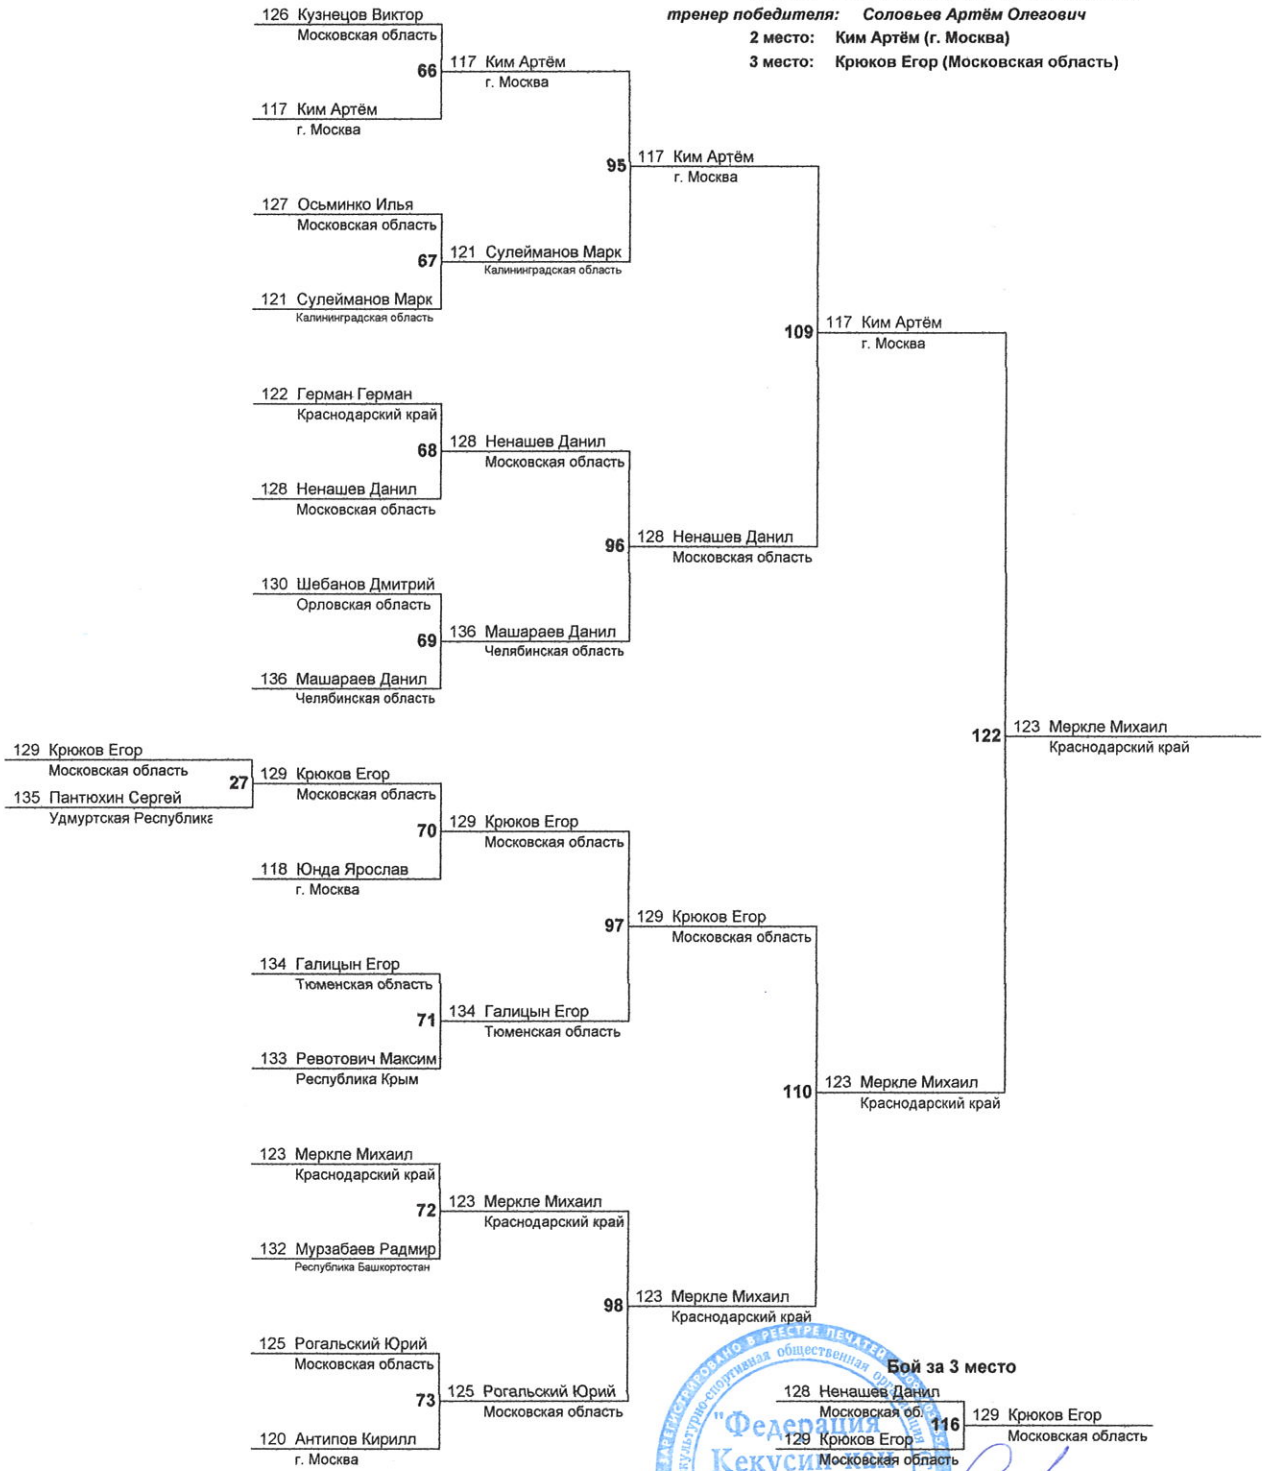 тренер победителя: Соловьев Артём Олегович
2 место: Ким Артём (г. Москва)
3 место: Крюков Егор (Московская область)
126 Кузнецов Виктор
Московская область
66
117 Ким Артём
г. Москва
117 Ким Артём
г. Москва
95
117 Ким Артём
г. Москва
127 Осьминко Илья
Московская область
67
121 Сулейманов Марк
Калининградская область
121 Сулейманов Марк
Калининградская область
109
117 Ким Артём
г. Москва
122 Герман Герман
Краснодарский край
68
128 Ненашев Данил
Московская область
128 Ненашев Данил
Московская область
96
128 Ненашев Данил
Московская область
130 Шебанов Дмитрий
Орловская область
69
136 Машараев Данил
Челябинская область
136 Машараев Данил
Челябинская область
122
123 Меркле Михаил
Краснодарский край
129 Крюков Егор
Московская область
27
129 Крюков Егор
Московская область
135 Пантюхин Сергей
Удмуртская Республика
70
129 Крюков Егор
Московская область
118 Юнда Ярослав
г. Москва
97
129 Крюков Егор
Московская область
134 Галицын Егор
Тюменская область
71
134 Галицын Егор
Тюменская область
133 Ревотович Максим
Республика Крым
110
123 Меркле Михаил
Краснодарский край
123 Меркле Михаил
Краснодарский край
72
123 Меркле Михаил
Краснодарский край
132 Мурзабаев Радмир
Республика Башкортостан
98
123 Меркле Михаил
Краснодарский край
125 Рогальский Юрий
Московская область
73
125 Рогальский Юрий
Московская область
120 Антипов Кирилл
г. Москва
Бой за 3 место
128 Ненашев Данил
Московская об.
116
129 Крюков Егор
Московская область
129 Крюков Егор
Московская область
В РЕЕСТРЕ ПЕЧАТЕЙ
общественная
"Федерация
Кекусин-кан